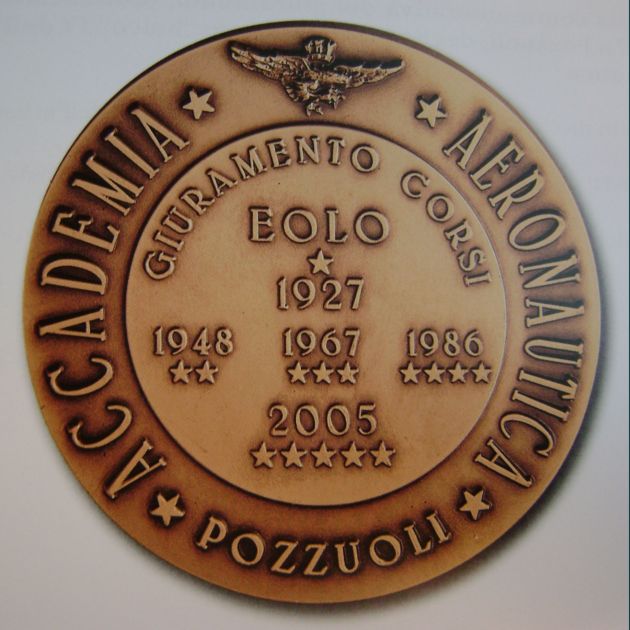 ACCADEMIA AERONAUTICA
GIURAMENTO CORSI
EOLO
1927
1948 1967 1986
2005
POZZUOLI